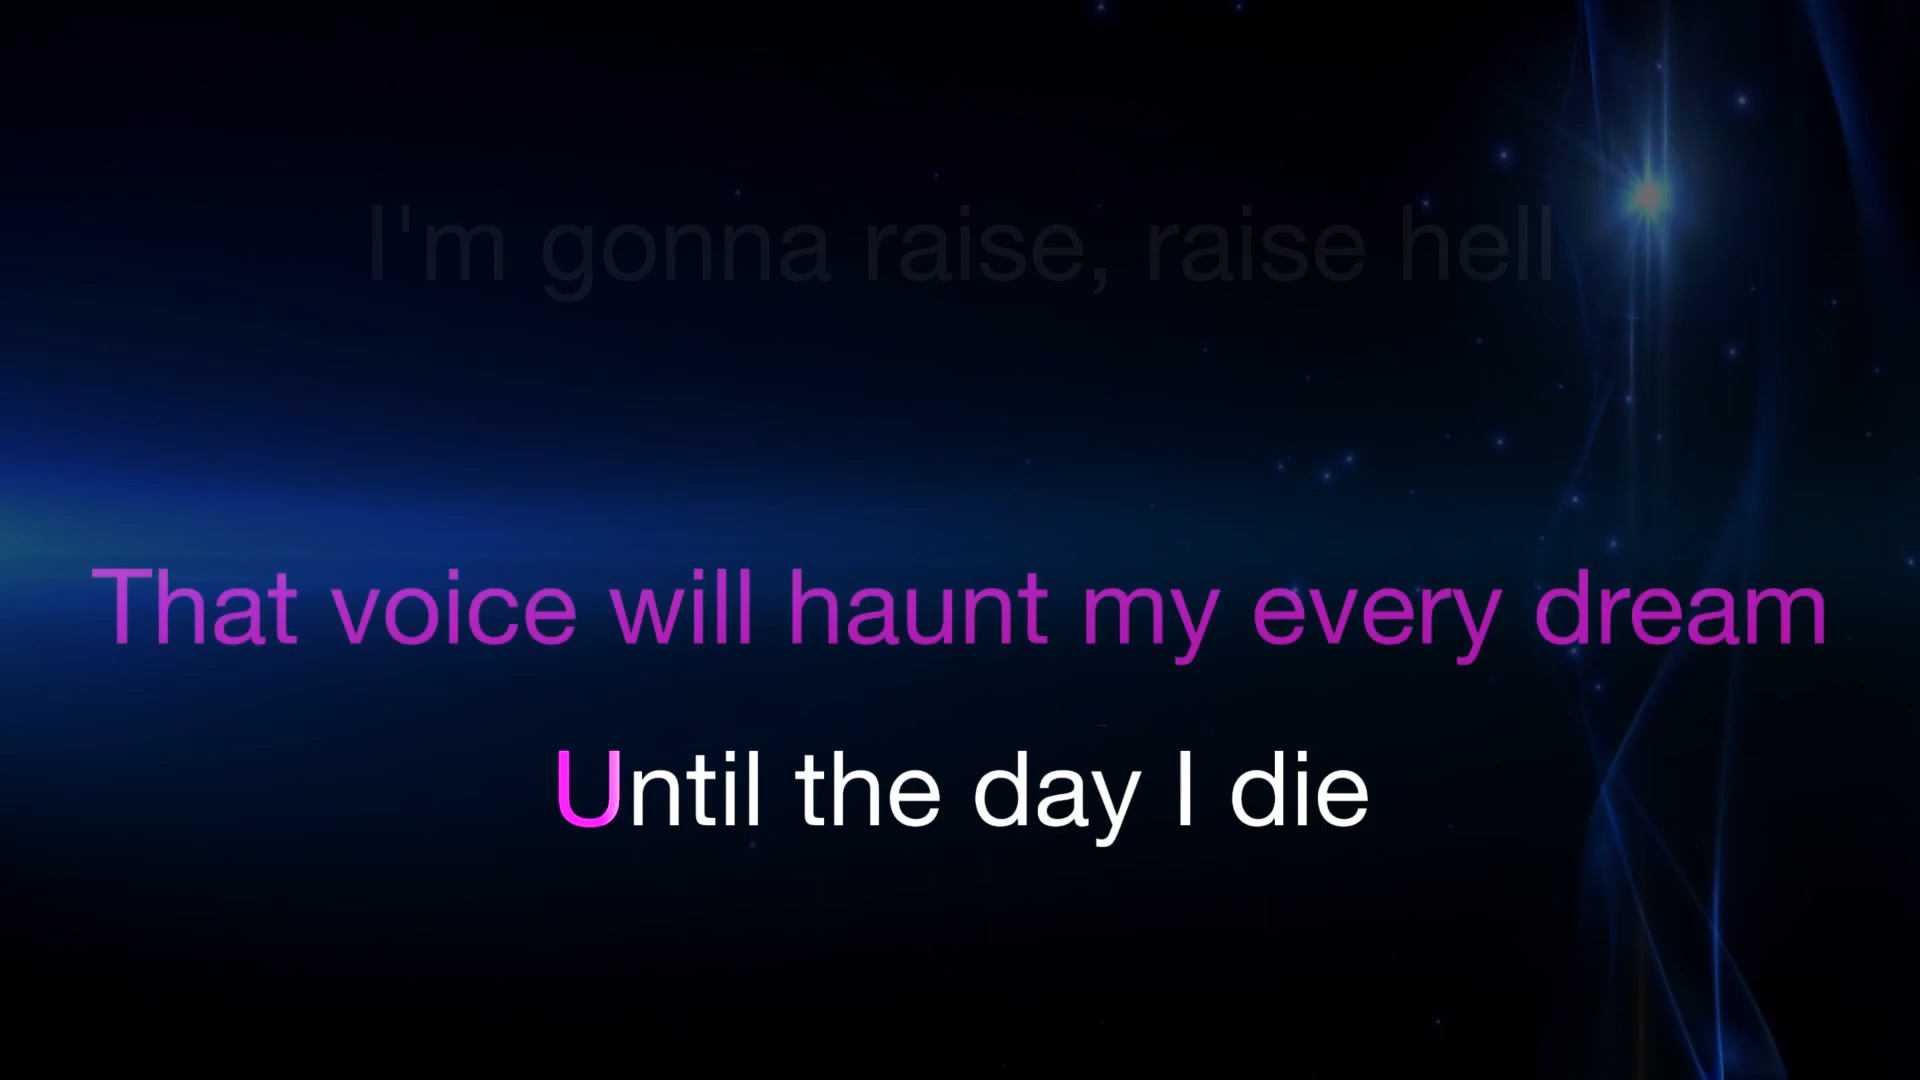 I'm gonna raise, raise hell
That voice will haunt my every dream
Until the day I die